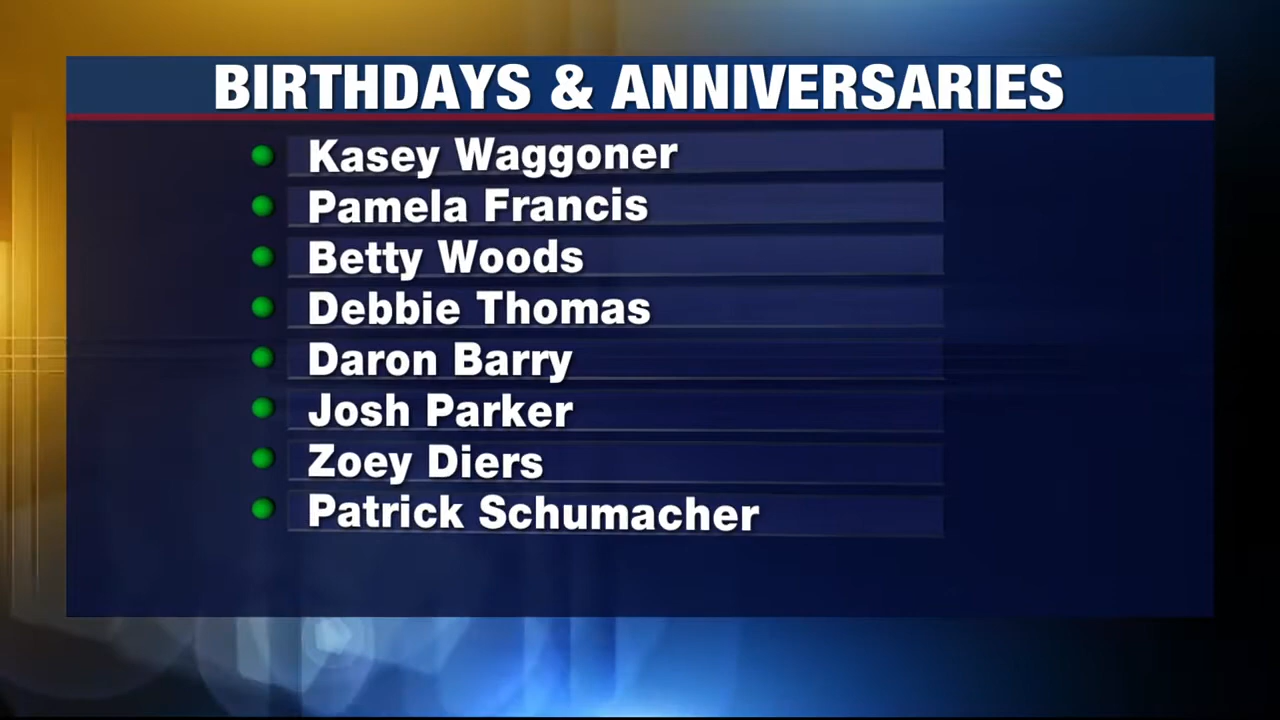 BIRTHDAYS & ANNIVERSARIES
Kasey Waggoner
Pamela Francis
Betty Woods
Debbie Thomas
Daron Barry
Josh Parker
Zoey Diers
Patrick Schumacher